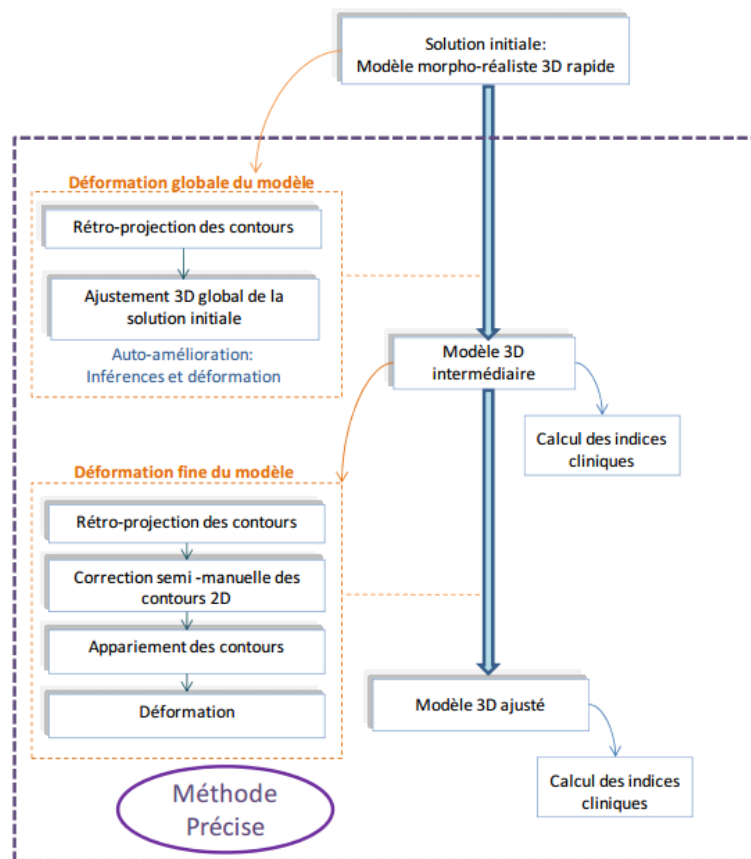 Solution initiale:
Modèle morpho-réaliste 3D rapide
Déformation globale du modèle
Rétro-projection des contours
Ajustement 3D global de la
solution initiale
Auto-amélioration:
Inférences et déformation
Modèle 3D
intermédiaire
Calcul des indices
cliniques
Déformation fine du modèle
Rétro-projection des contours
Correction semi -manuelle des
contours 2D
Appariement des contours
Déformation
Modèle 3D ajusté
Calcul des indices
cliniques
Méthode
Précise